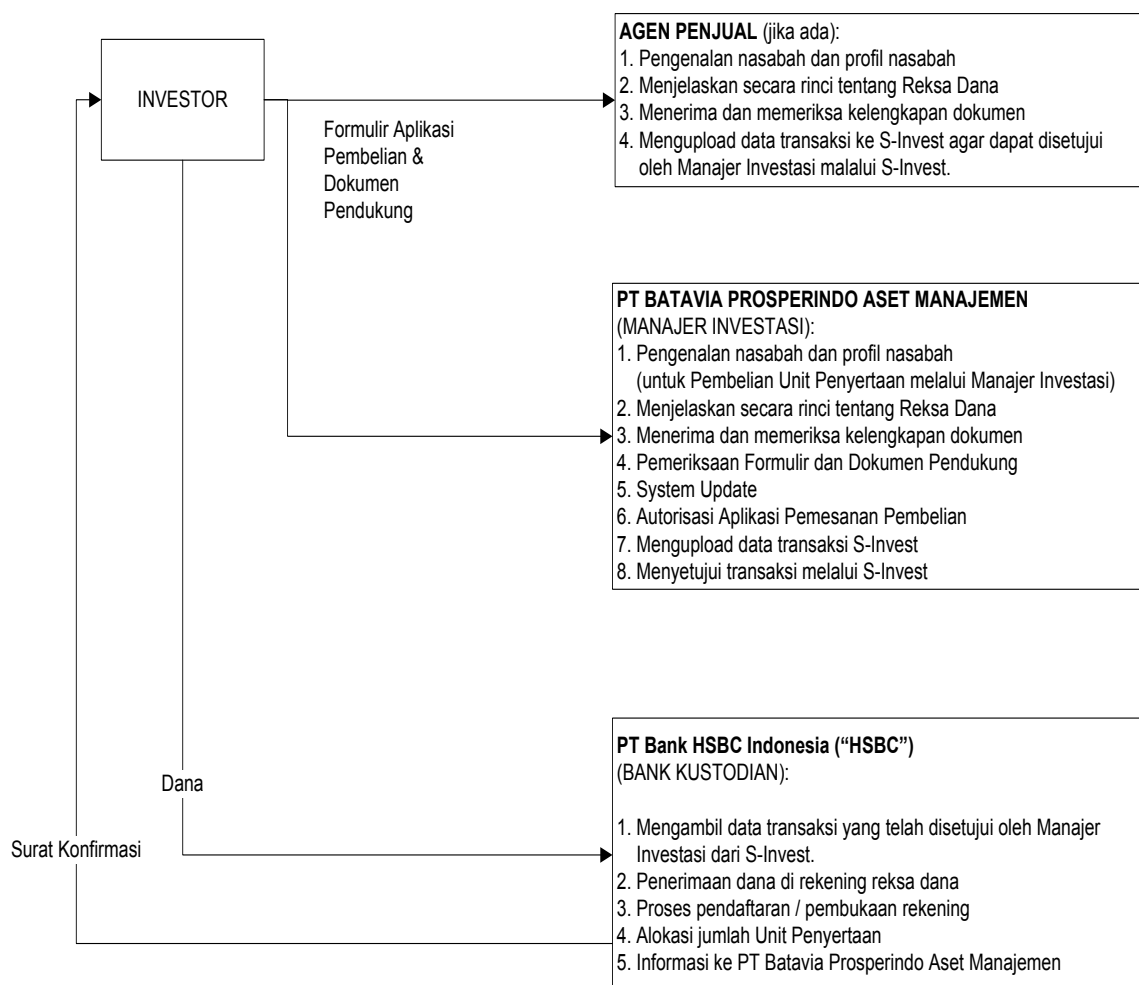 INVESTOR
Formulir Aplikasi
Pembelian &
Dokumen
Pendukung
AGEN PENJUAL (jika ada):
1. Pengenalan nasabah dan profil nasabah
2. Menjelaskan secara rinci tentang Reksa Dana
3. Menerima dan memeriksa kelengkapan dokumen
4. Mengupload data transaksi ke S-Invest agar dapat disetujui
oleh Manajer Investasi malalui S-Invest.
PT BATAVIA PROSPERINDO ASET MANAJEMEN
(MANAJER INVESTASI):
1. Pengenalan nasabah dan profil nasabah
(untuk Pembelian Unit Penyertaan melalui Manajer Investasi)
2. Menjelaskan secara rinci tentang Reksa Dana
3. Menerima dan memeriksa kelengkapan dokumen
4. Pemeriksaan Formulir dan Dokumen Pendukung
5. System Update
6. Autorisasi Aplikasi Pemesanan Pembelian
7. Mengupload data transaksi S-Invest
8. Menyetujui transaksi melalui S-Invest
Dana
Surat Konfirmasi
PT Bank HSBC Indonesia (“HSBC”)
(BANK KUSTODIAN):
1. Mengambil data transaksi yang telah disetujui oleh Manajer
Investasi dari S-Invest.
2. Penerimaan dana di rekening reksa dana
3. Proses pendaftaran / pembukaan rekening
4. Alokasi jumlah Unit Penyertaan
5. Informasi ke PT Batavia Prosperindo Aset Manajemen